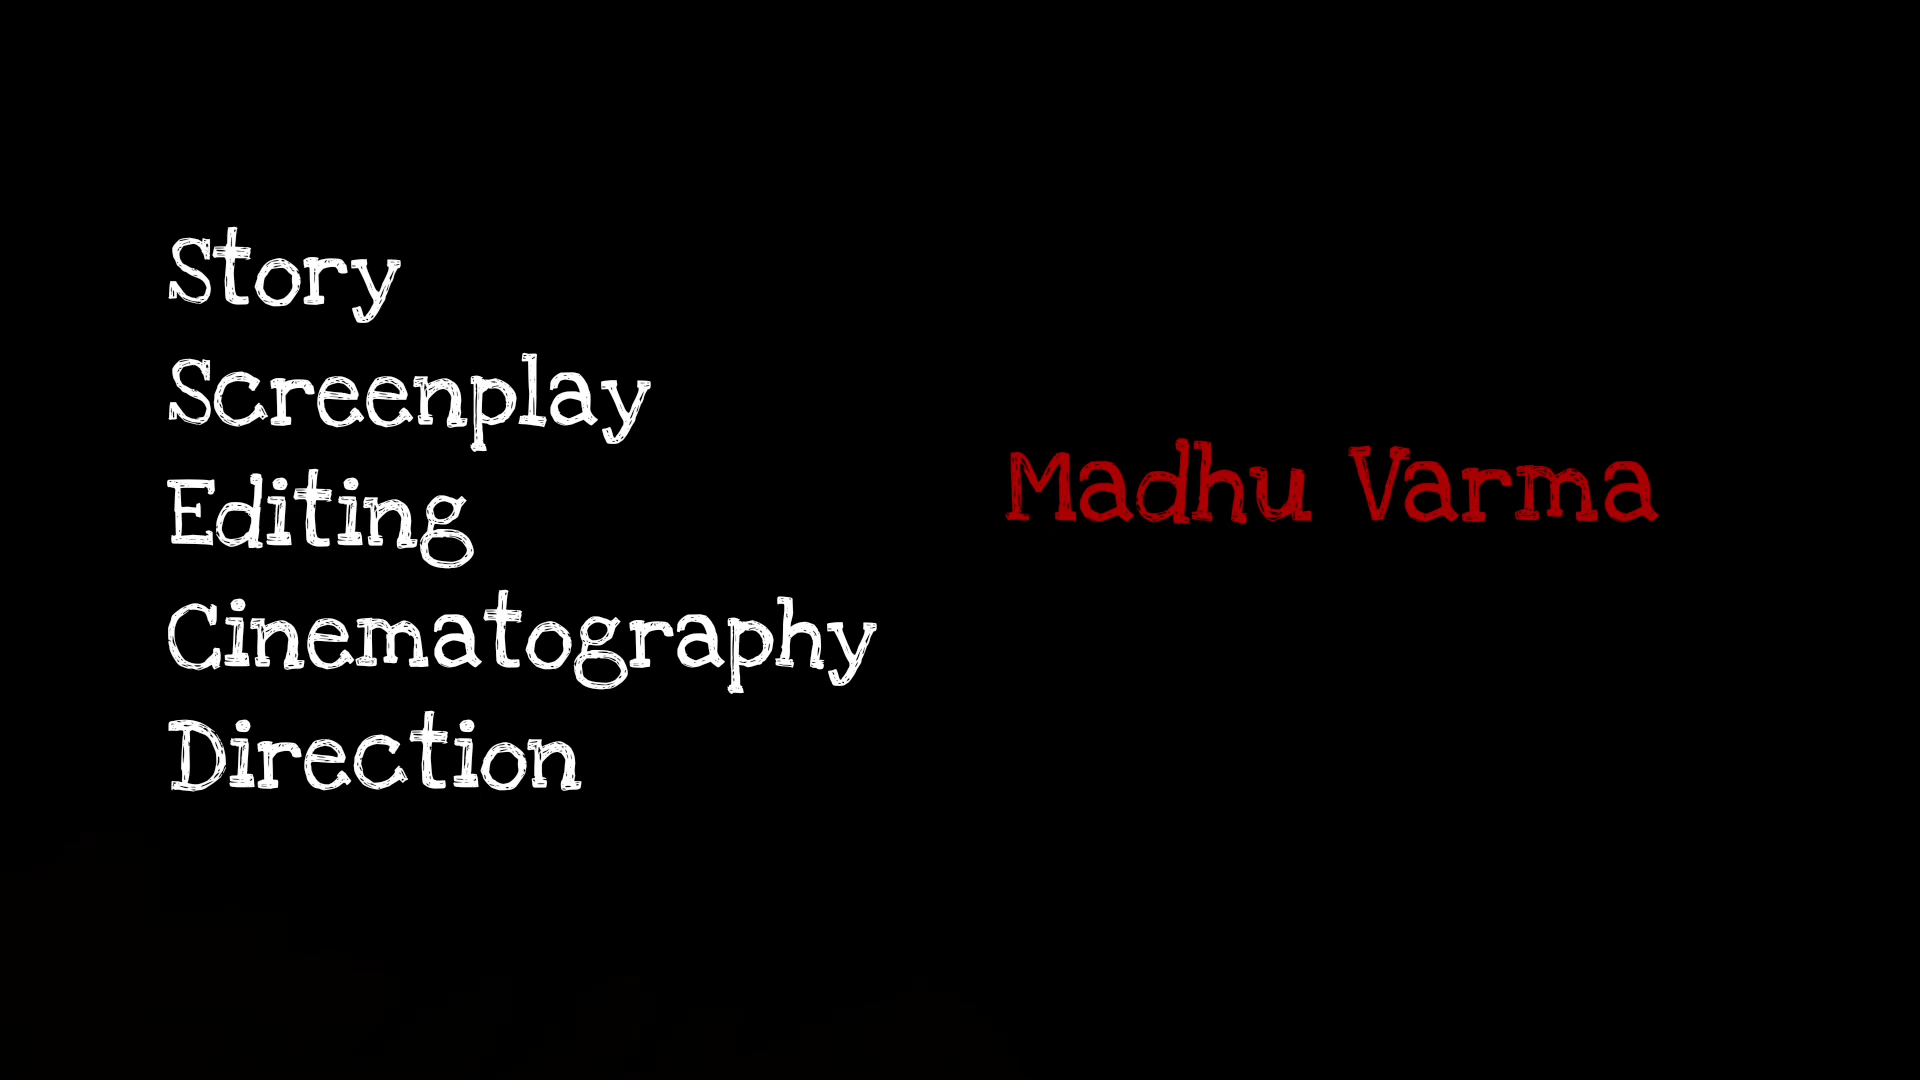 Story
Screenplay
Editing
Cinematography
Direction
Madhu Varma